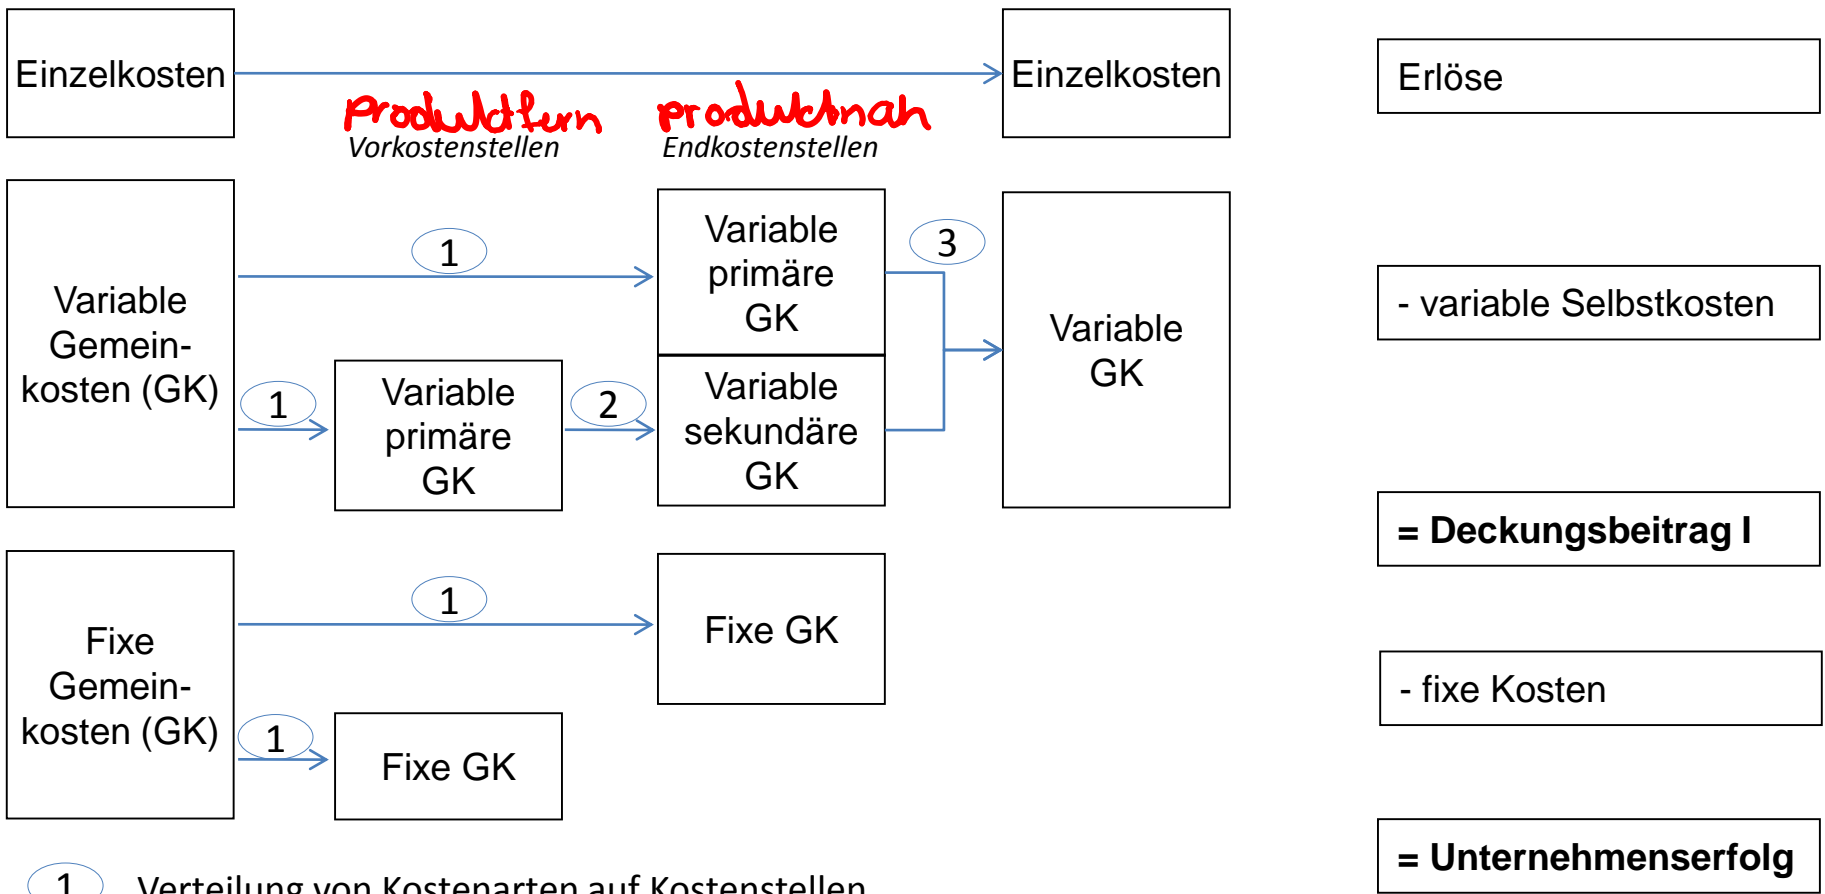 Einzelkosten
Einzelkosten
Erlöse
produktfern
produktnah
Vorkostenstellen
Endkostenstellen
Variable
Gemein-
kosten (GK)
1
Variable
primäre
GK
3
Variable
GK
- variable Selbstkosten
1
Variable
primäre
GK
2
Variable
sekundäre
GK
= Deckungsbeitrag I
Fixe
Gemein-
kosten (GK)
1
Fixe GK
- fixe Kosten
1
Fixe GK
= Unternehmenserfolg
1 Verteilung von Kostenarten auf Kostenstellen